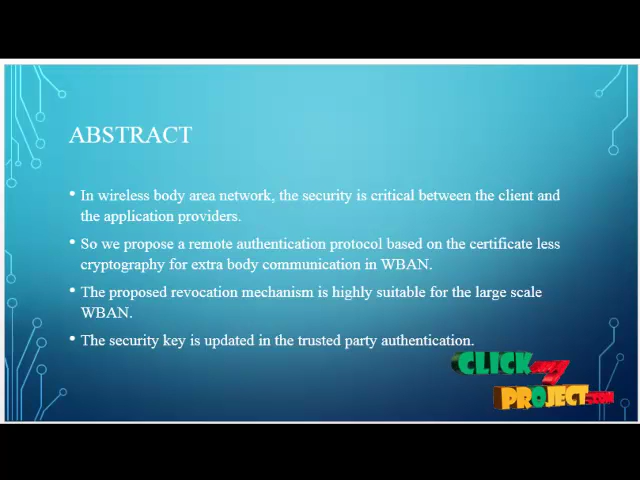 ABSTRACT
• In wireless body area network, the security is critical between the client and
the application providers.
• So we propose a remote authentication protocol based on the certificate less
cryptography for extra body communication in WBAN.
• The proposed revocation mechanism is highly suitable for the large scale
WBAN.
• The security key is updated in the trusted party authentication.
CLICK my
PROJECT.COM